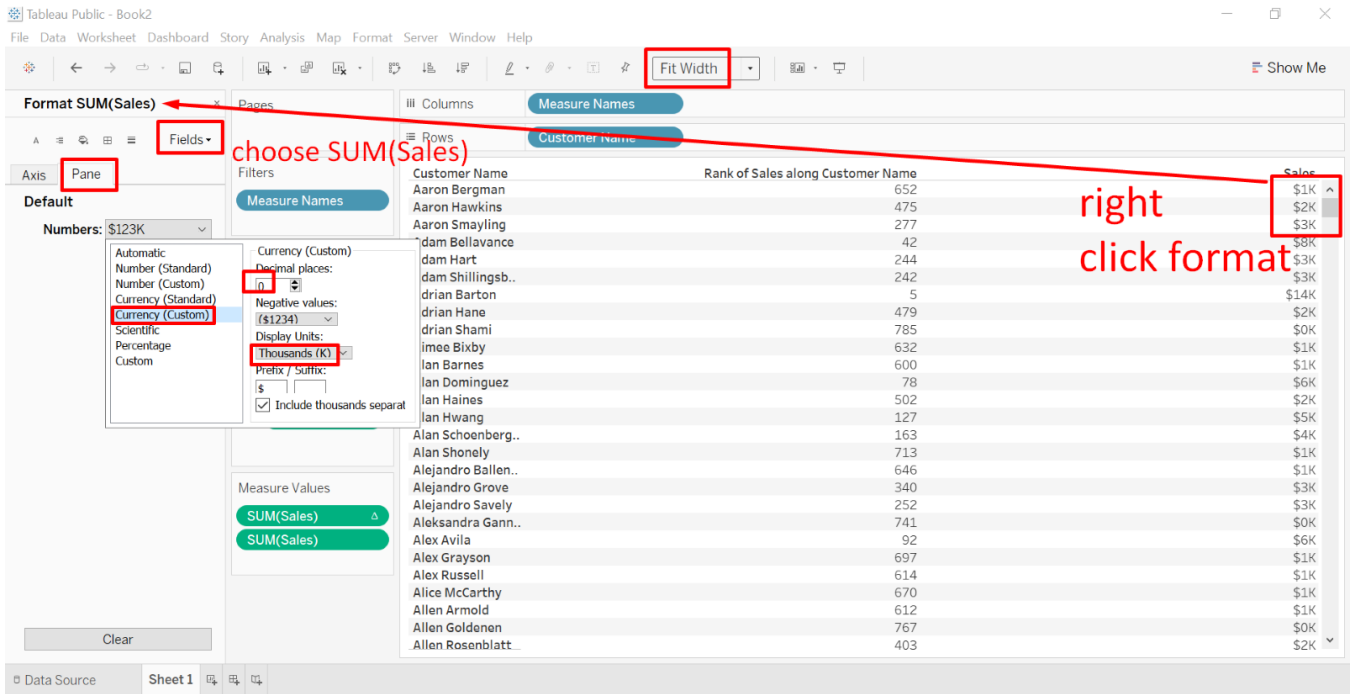 Tableau Public - Book2
File Data Worksheet Dashboard Story Analysis Map Format Server Window Help
Fit Width
Show Me
Format SUM(Sales)
Pages
iii Columns
Measure Names
Fields
Rows
Customer Name
choose SUM(Sales)
Axis
Pane
Filters
Measure Names
Default
Numbers: $123K
Automatic
Number (Standard)
Number (Custom)
Currency (Standard)
Currency (Custom)
Scientific
Percentage
Custom
Currency (Custom)
Decimal places:
0
Negative values:
($1234)
Display Units:
Thousands (K)
Prefix / Suffix:
$
Include thousands separat
Measure Values
SUM(Sales) Δ
SUM(Sales)
Clear
Customer Name Rank of Sales along Customer Name Sales
Aaron Bergman 652 $1K
Aaron Hawkins 475 $2K
Aaron Smayling 277 $3K
dam Bellavance 42 $8K
dam Hart 244 $3K
dam Shillingsb.. 242 $3K
drian Barton 5 $14K
drian Hane 479 $2K
drian Shami 785 $0K
imee Bixby 632 $1K
lan Barnes 600 $1K
lan Dominguez 78 $6K
lan Haines 502 $2K
lan Hwang 127 $5K
Alan Schoenberg.. 163 $4K
Alan Shonely 713 $1K
Alejandro Ballen.. 646 $1K
Alejandro Grove 340 $3K
Alejandro Savely 252 $3K
Aleksandra Gann.. 741 $0K
Alex Avila 92 $6K
Alex Grayson 697 $1K
Alex Russell 614 $1K
Alice McCarthy 670 $1K
Allen Armold 612 $1K
Allen Goldenen 767 $0K
Allen Rosenblatt 403 $2K
right
click format
Data Source
Sheet 1